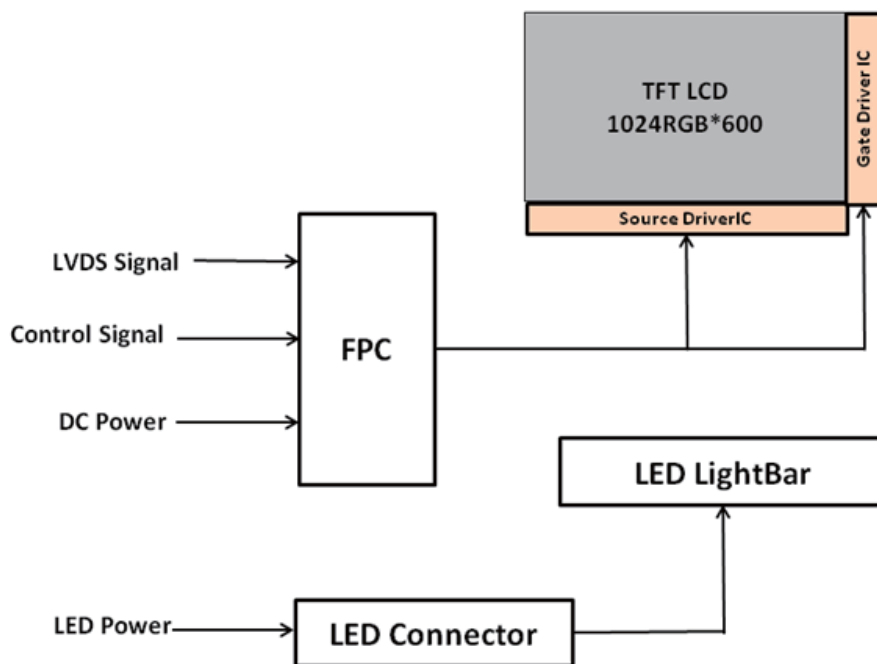 TFT LCD
1024RGB*600
Gate Driver IC
Source DriverIC
LVDS Signal
Control Signal
FPC
DC Power
LED LightBar
LED Power
LED Connector